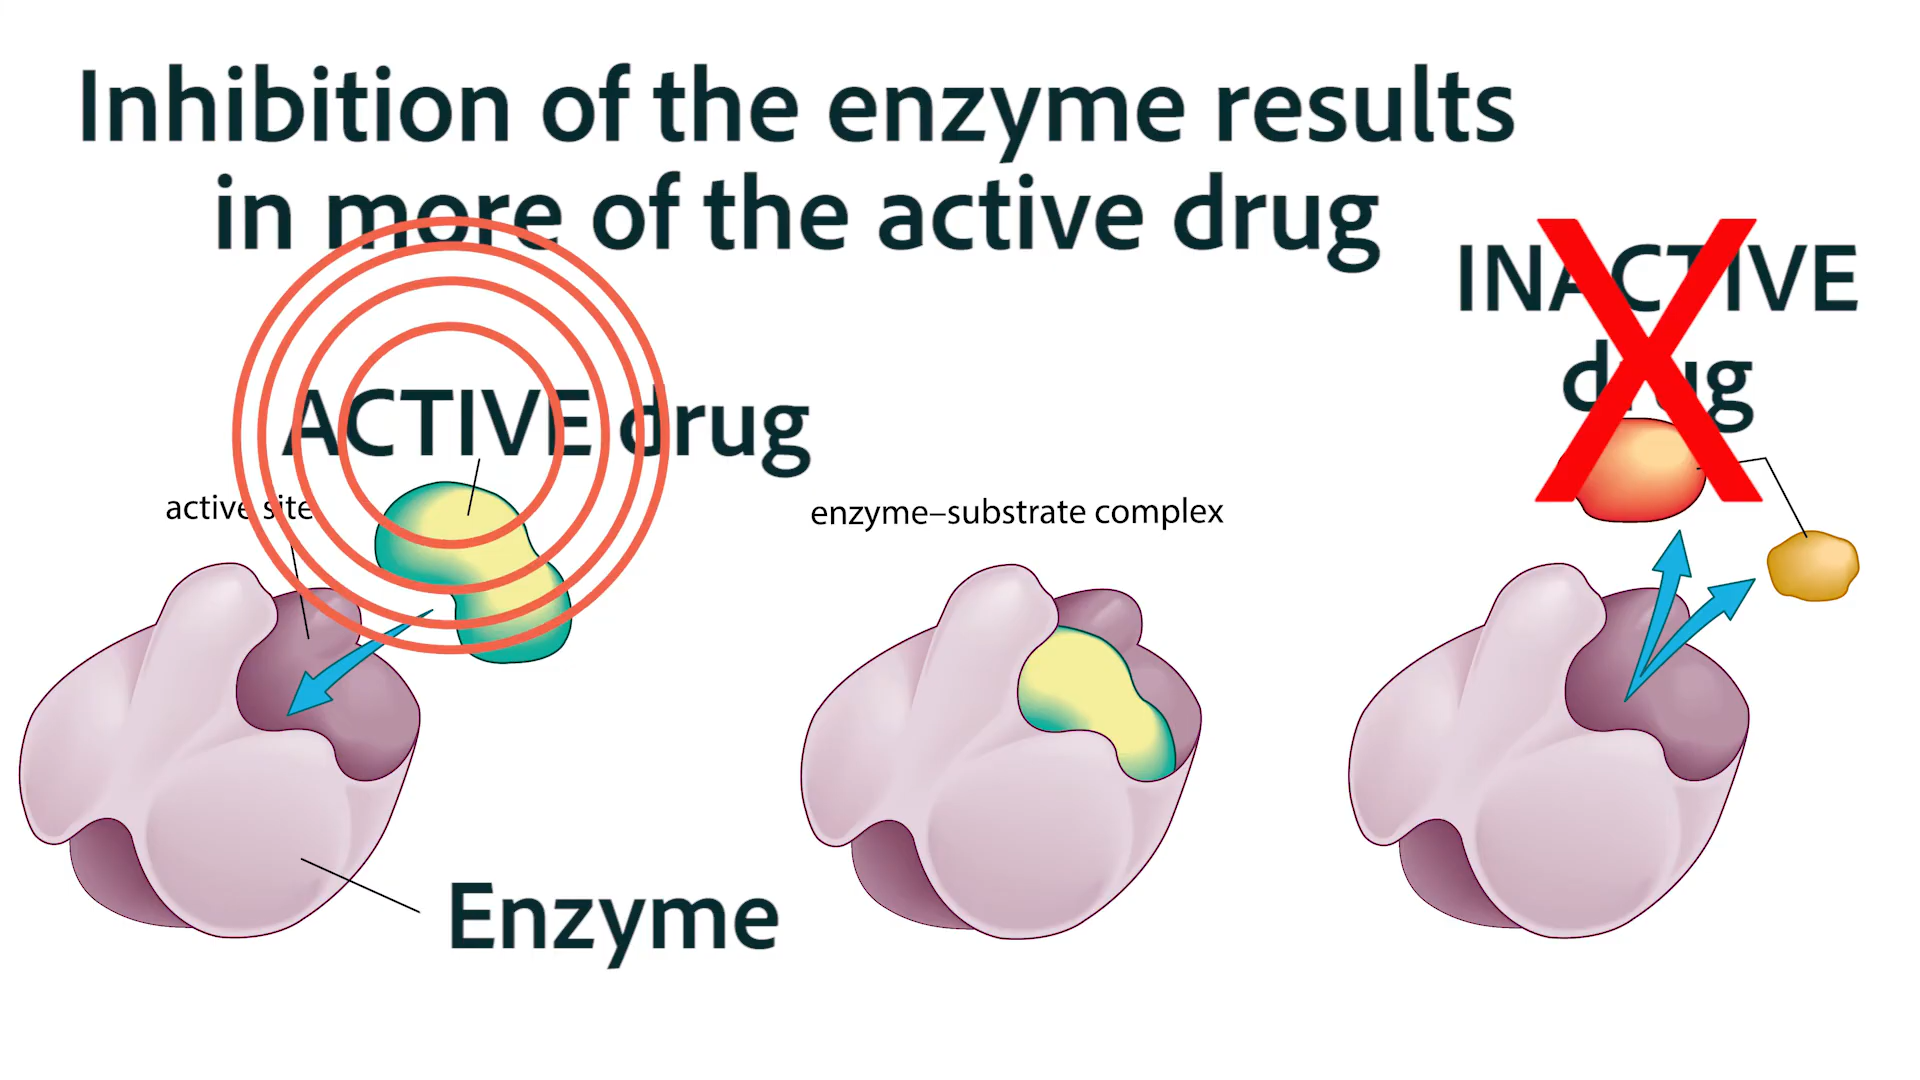 Inhibition of the enzyme results
in more of the active drug
INACTIVE
drug
ACTIVE drug
active site
enzyme–substrate complex
Enzyme